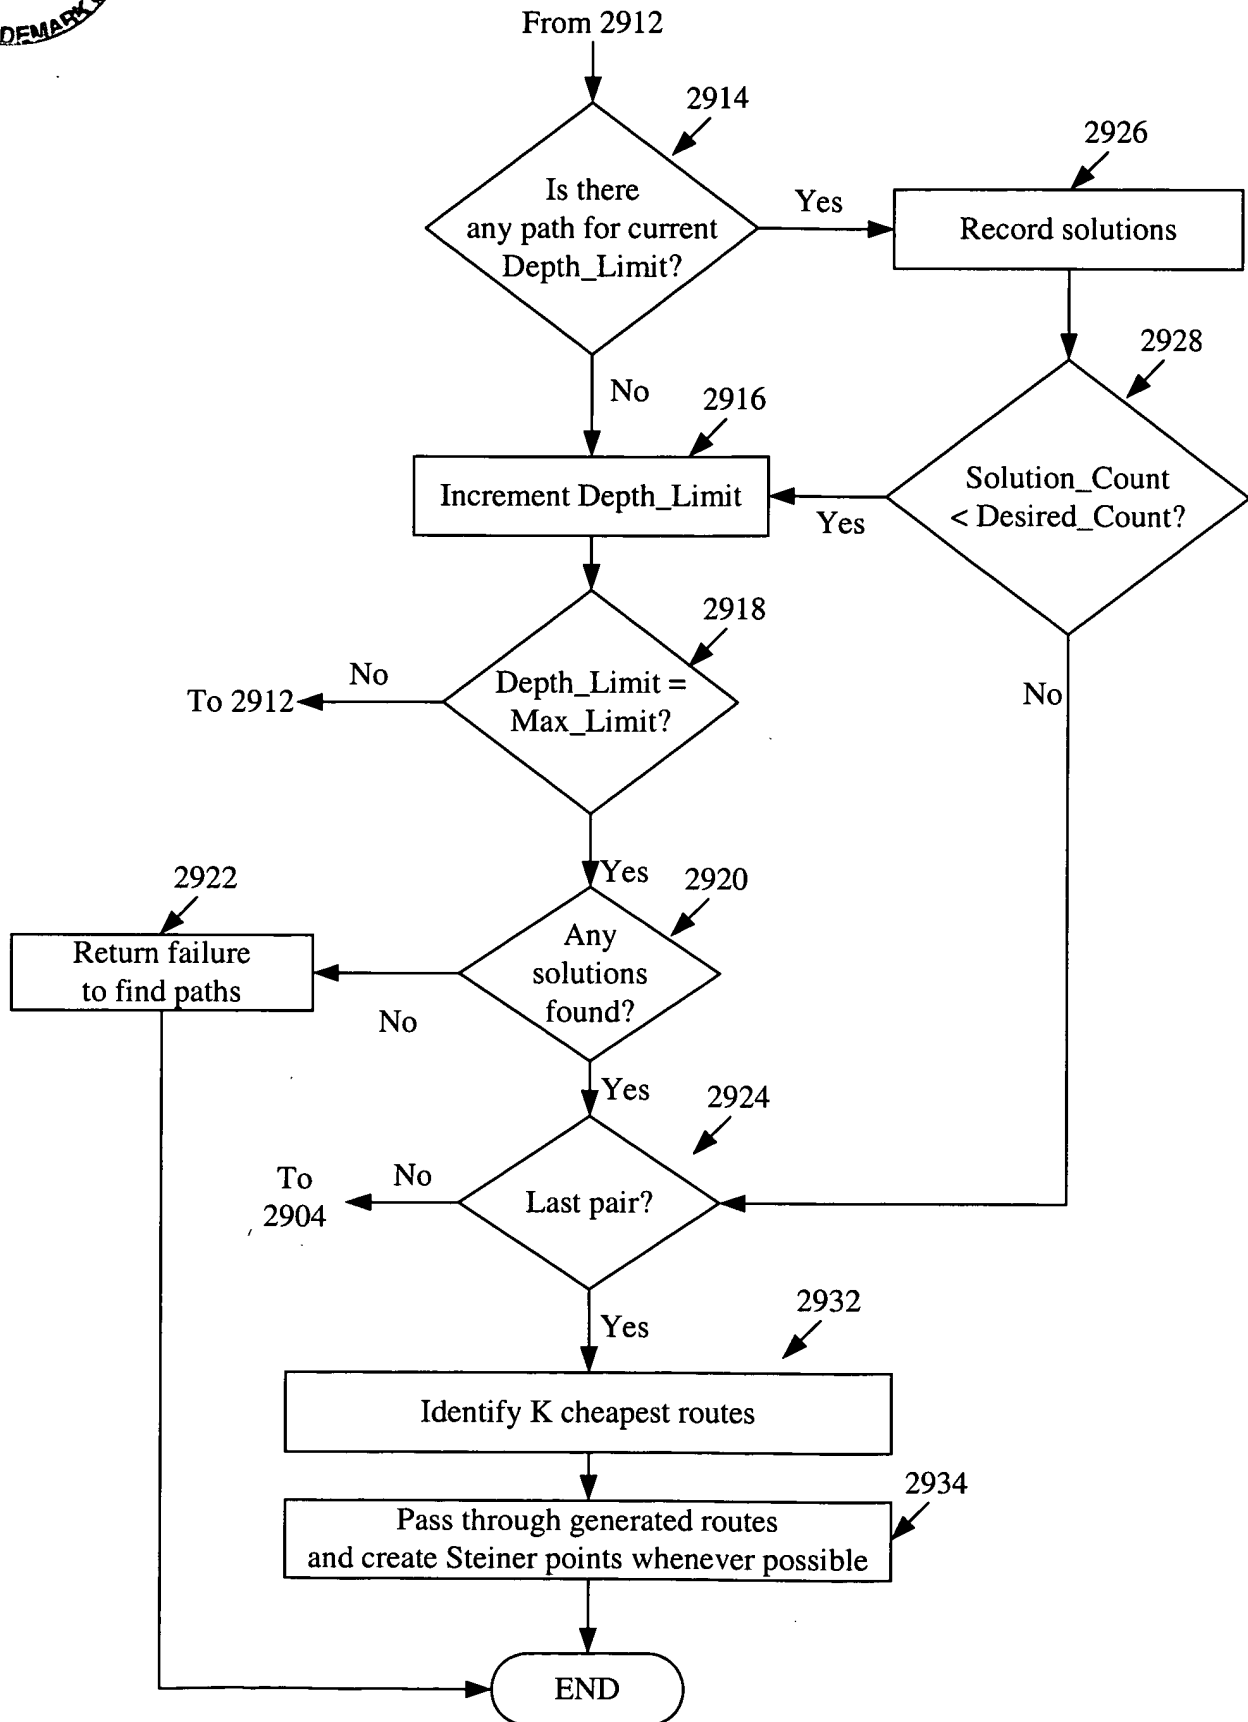 DEMARK
From 2912
2914
Is there
any path for current
Depth_Limit?
Yes
2926
Record solutions
No
2916
Increment Depth_Limit
2928
Solution_Count
< Desired_Count?
Yes
No
2918
Depth_Limit =
Max_Limit?
No
To 2912
Yes
2920
Any
solutions
found?
No
2922
Return failure
to find paths
Yes
2924
Last pair?
No
To
2904
Yes
2932
Identify K cheapest routes
2934
Pass through generated routes
and create Steiner points whenever possible
END